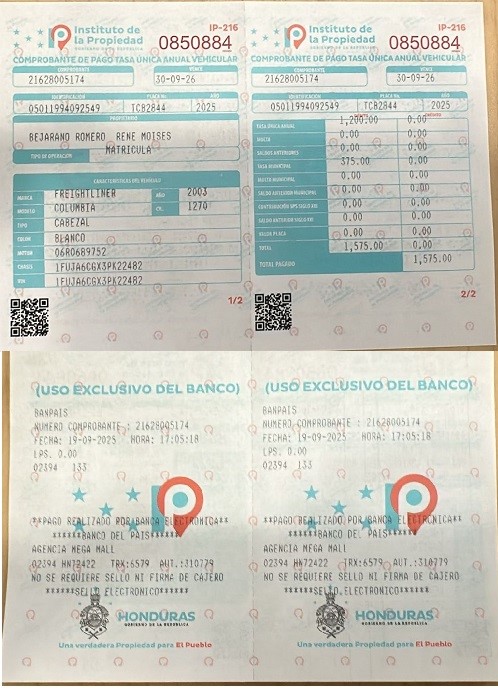 Instituto de
la Propiedad
GOBIERNO DE LA REPÚBLICA
IP-216
0850884
COMPROBANTE DE PAGO TASA ÚNICA ANUAL VEHICULAR
COMPROBANTE
VENCE
21628005174
30-09-26
PLACA No.
AÑO
05011994092549
TCB2844
2025
PROPIETARIO
BEJARANO ROMERO RENE MOISES
TIPO DE OPERACIÓN
MATRICULA
CARACTERÍSTICAS DEL VEHÍCULO
MARCA
FREIGHTLINER
AÑO
2003
MODELO
COLUMBIA
CIL.
1270
TIPO
CABEZAL
COLOR
BLANCO
MOTOR
06R0689752
CHASIS
1FUJA6CGX3PK22482
VIN
1FUJA6CGX3PK22482
1/2
Instituto de
la Propiedad
GOBIERNO DE LA REPÚBLICA
IP-216
0850884
COMPROBANTE DE PAGO TASA ÚNICA ANUAL VEHICULAR
COMPROBANTE
VENCE
21628005174
30-09-26
PLACA No.
AÑO
05011994092549
TCB2844
2025
TASA ÚNICA ANUAL
1,200.00
0.00
MULTA
0.00
0.00
SALDOS ANTERIORES
0.00
0.00
TASA MUNICIPAL
375.00
0.00
MULTA MUNICIPAL
0.00
0.00
SALDO ANTERIOR MUNICIPAL
0.00
0.00
0.00
0.00
0.00
0.00
0.00
0.00
TOTAL
1,575.00
0.00
TOTAL PAGADO
1,575.00
2/2
(USO EXCLUSIVO DEL BANCO)
BANPAIS
NUMERO COMPROBANTE : 21628005174
FECHA: 19-09-2025 HORA: 17:05:18
LPS. 0.00
02394 133
**PAGO REALIZADO POR BANCA ELECTRONICA**
******BANCO DEL PAIS******
AGENCIA MEGA MALL
02394 HN72422 TRX:6579 AUT.:310779
NO SE REQUIERE SELLO NI FIRMA DE CAJERO
******SELLO ELECTRONICO******
HONDURAS
GOBIERNO DE LA REPÚBLICA
Una verdadera Propiedad para El Pueblo
(USO EXCLUSIVO DEL BANCO)
BANPAIS
NUMERO COMPROBANTE : 21628005174
FECHA: 19-09-2025 HORA: 17:05:18
LPS. 0.00
02394 133
**PAGO REALIZADO POR BANCA ELECTRONICA**
******BANCO DEL PAIS******
AGENCIA MEGA MALL
02394 HN72422 TRX:6579 AUT.:310779
NO SE REQUIERE SELLO NI FIRMA DE CAJERO
******SELLO ELECTRONICO******
HONDURAS
GOBIERNO DE LA REPÚBLICA
Una verdadera Propiedad para El Pueblo